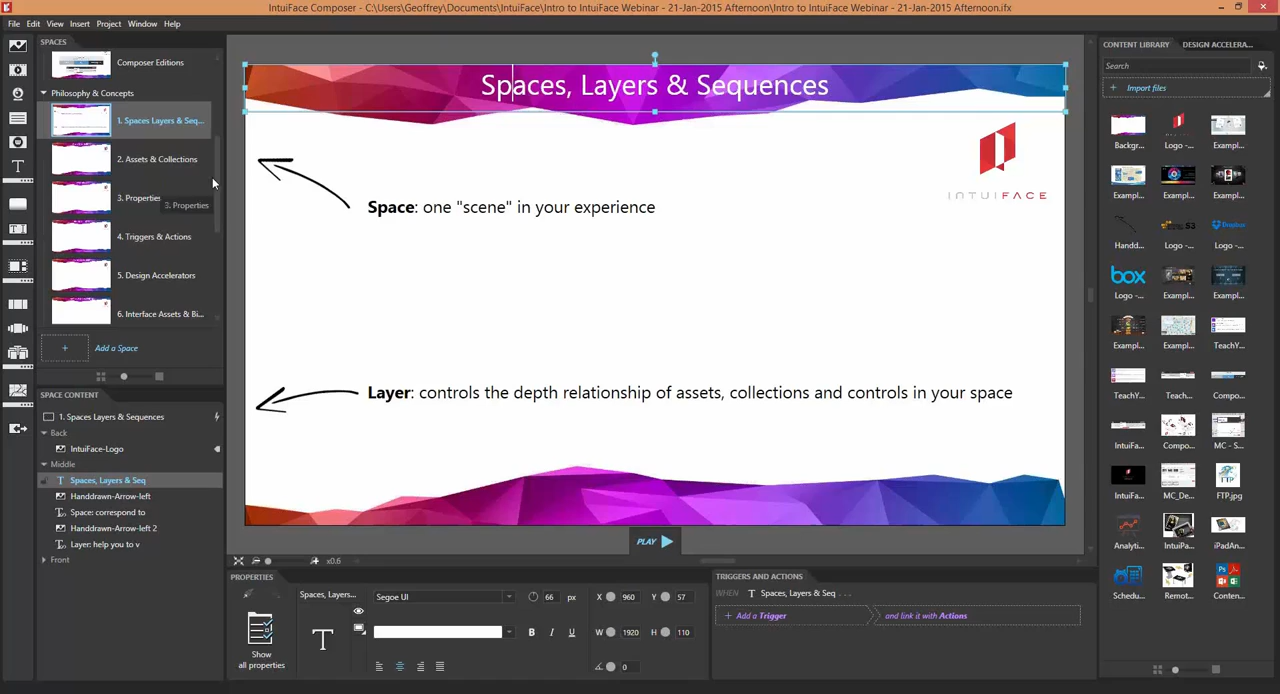 IntuiFace Composer - C:\Users\Geoffrey\Documents\IntuiFace\Intro to IntuiFace Webinar - 21-Jan-2015 Afternoon\Intro to IntuiFace Webinar - 21-Jan-2015 Afternoon.ifx
File Edit View Insert Project Window Help
SPACES
Composer Editions
Philosophy & Concepts
1. Spaces Layers & Seq...
2. Assets & Collections
3. Properties
3. Properties
4. Triggers & Actions
5. Design Accelerators
6. Interface Assets & Bi...
+ Add a Space
SPACE CONTENT
1. Spaces Layers & Sequences
Back
IntuiFace-Logo
Middle
Spaces, Layers & Seq
Handdrawn-Arrow-left
Space: correspond to
Handdrawn-Arrow-left 2
Layer: help you to v
Front
Spaces, Layers & Sequences
INTUIFACE
Space: one "scene" in your experience
Layer: controls the depth relationship of assets, collections and controls in your space
PLAY
x0.6
PROPERTIES
Show
all properties
Spaces, Layers...
T
Segoe UI
66 px
B I U
X 960 Y 57
W 1920 H 110
0
TRIGGERS AND ACTIONS
WHEN T Spaces, Layers & Seq ...
+ Add a Trigger
and link it with Actions
CONTENT LIBRARY DESIGN ACCELERA...
Search
+ Import files
Backgr... Logo -... Exampl...
Exampl... Exampl... Exampl...
Handd... Logo -... Logo -...
box
Logo -... Exampl... Exampl...
Exampl... Exampl... TeachY...
TeachY... Teach... Compo...
IntuiFa... Compo... MC - S...
FTP
IntuiFa... MC_De... FTP.jpg
Analyti... IntuiPa... iPadAn...
Schedu... Remot... Conten...